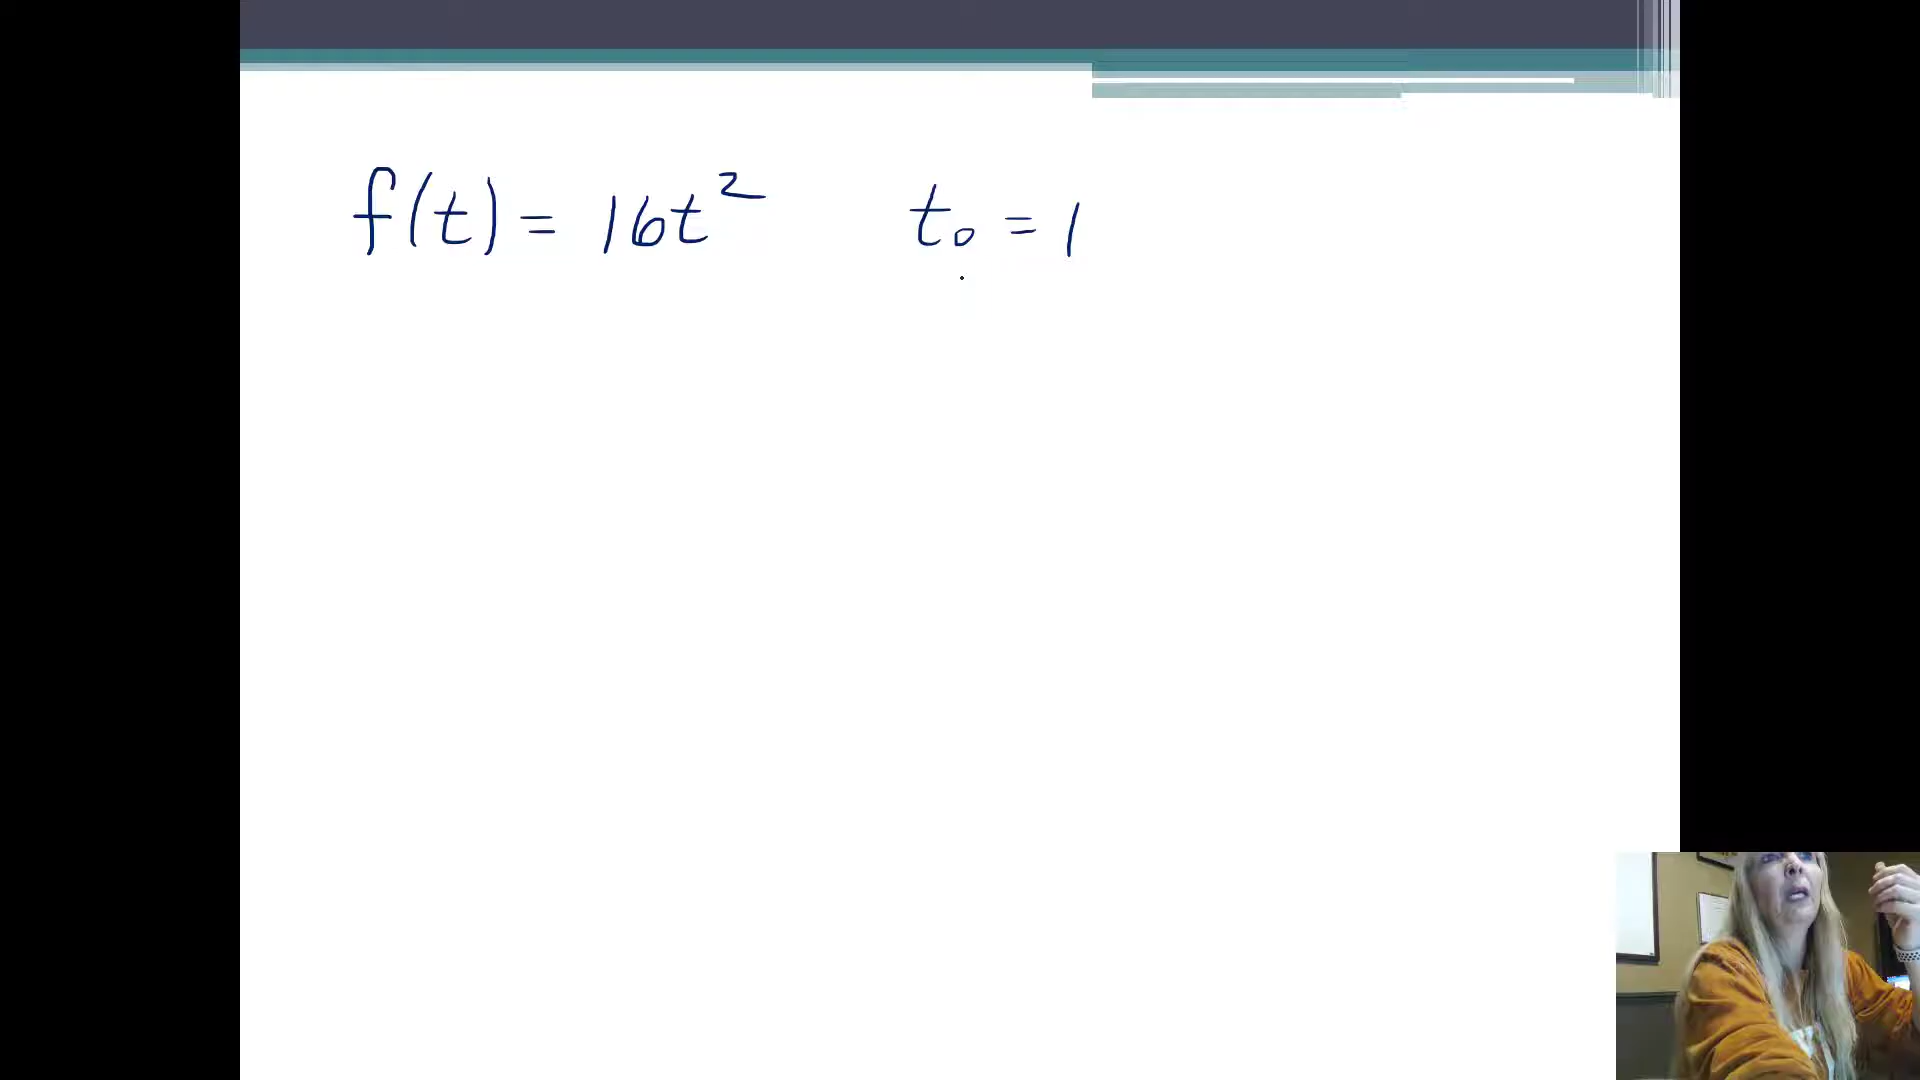 f(t) = 16t² t₀ = 1